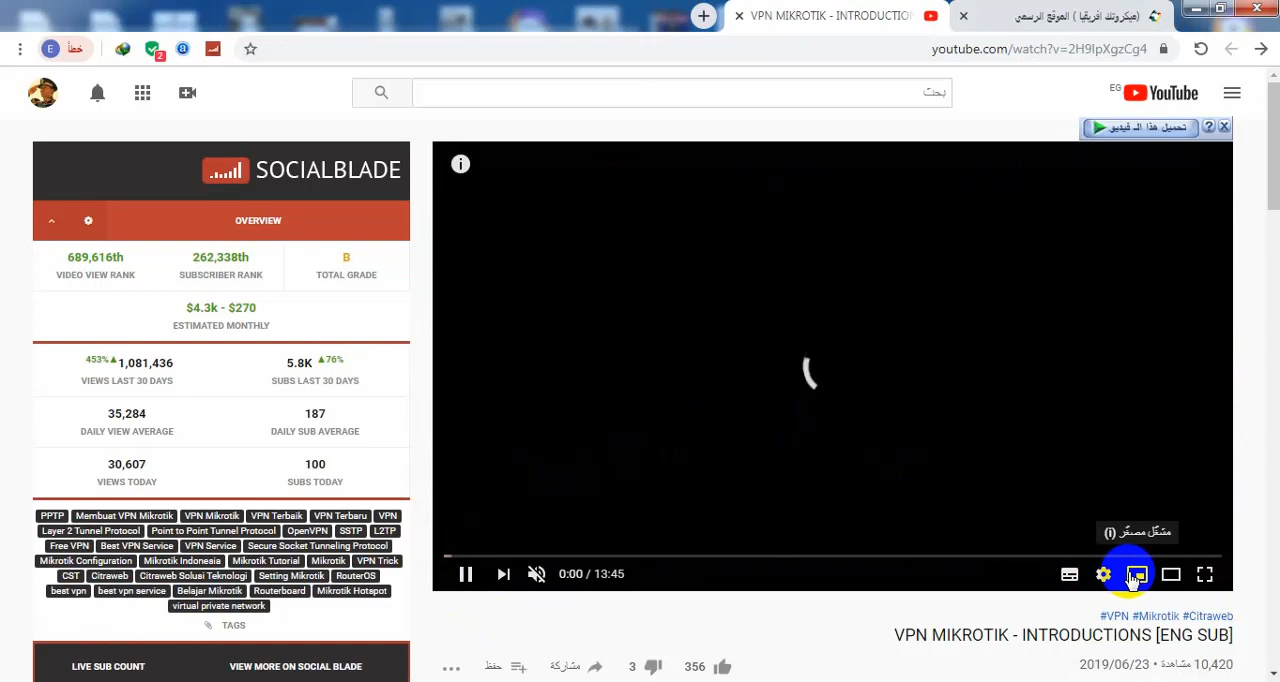 VPN MIKROTIK - INTRODUCTIO
(ميكروتك افريقيا ) الموقع الرسمي
خطأ
E
2
youtube.com/watch?v=2H9IpXgzCg4
بحث
EG YouTube
تحميل هذا الـ فيديو
SOCIALBLADE
OVERVIEW
689,616th
VIDEO VIEW RANK
262,338th
SUBSCRIBER RANK
B
TOTAL GRADE
$4.3k - $270
ESTIMATED MONTHLY
453% 1,081,436
VIEWS LAST 30 DAYS
5.8K 76%
SUBS LAST 30 DAYS
35,284
DAILY VIEW AVERAGE
187
DAILY SUB AVERAGE
30,607
VIEWS TODAY
100
SUBS TODAY
PPTP Membuat VPN Mikrotik VPN Mikrotik VPN Terbaik VPN Terbaru VPN
Layer 2 Tunnel Protocol Point to Point Tunnel Protocol OpenVPN SSTP L2TP
Free VPN Best VPN Service VPN Service Secure Socket Tunneling Protocol
Mikrotik Configuration Mikrotik Indonesia Mikrotik Tutorial Mikrotik VPN Trick
CST Citraweb Citraweb Solusi Teknologi Setting Mikrotik RouterOS
best vpn best vpn service Belajar Mikrotik Routerboard Mikrotik Hotspot
virtual private network
TAGS
LIVE SUB COUNT
VIEW MORE ON SOCIAL BLADE
مشغّل مصغّر (i)
0:00 / 13:45
#VPN #Mikrotik #Citraweb
VPN MIKROTIK - INTRODUCTIONS [ENG SUB]
10,420 مشاهدة • 2019/06/23
356
3
مشاركة
حفظ